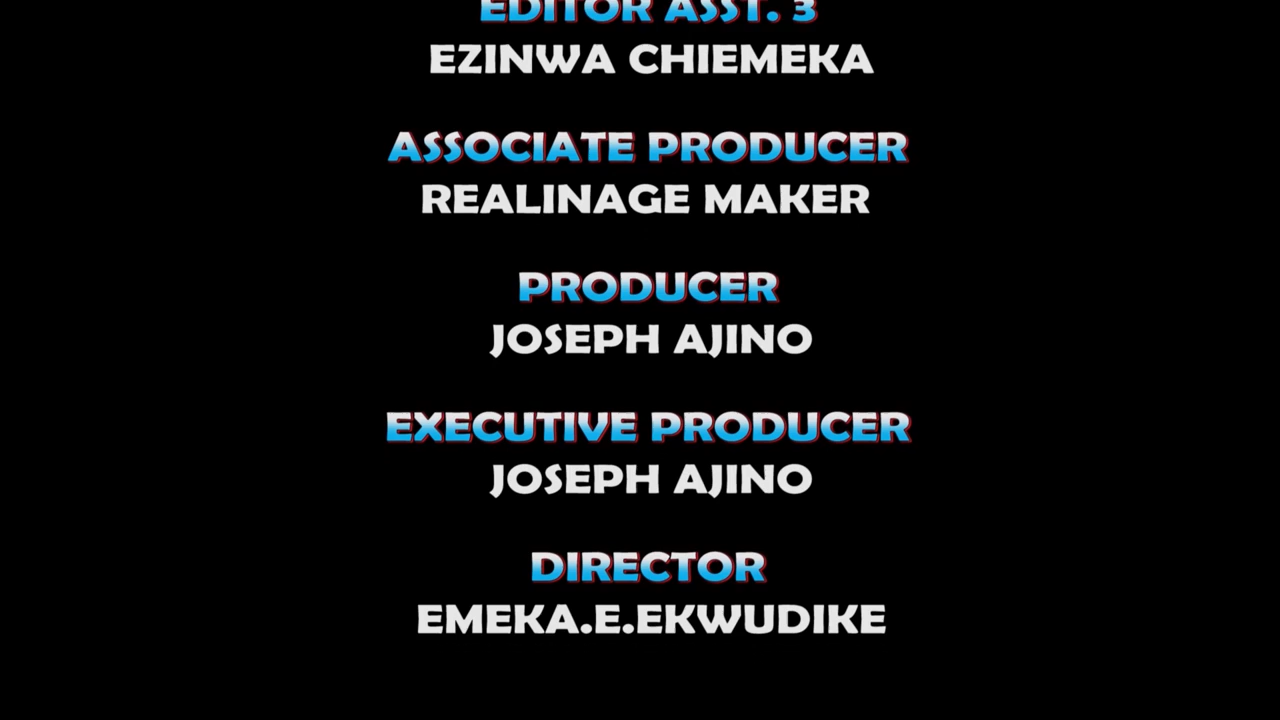 EDITOR ASST. 3
EZINWA CHIEMEKA
ASSOCIATE PRODUCER
REALINAGE MAKER
PRODUCER
JOSEPH AJINO
EXECUTIVE PRODUCER
JOSEPH AJINO
DIRECTOR
EMEKA.E.EKWUDIKE